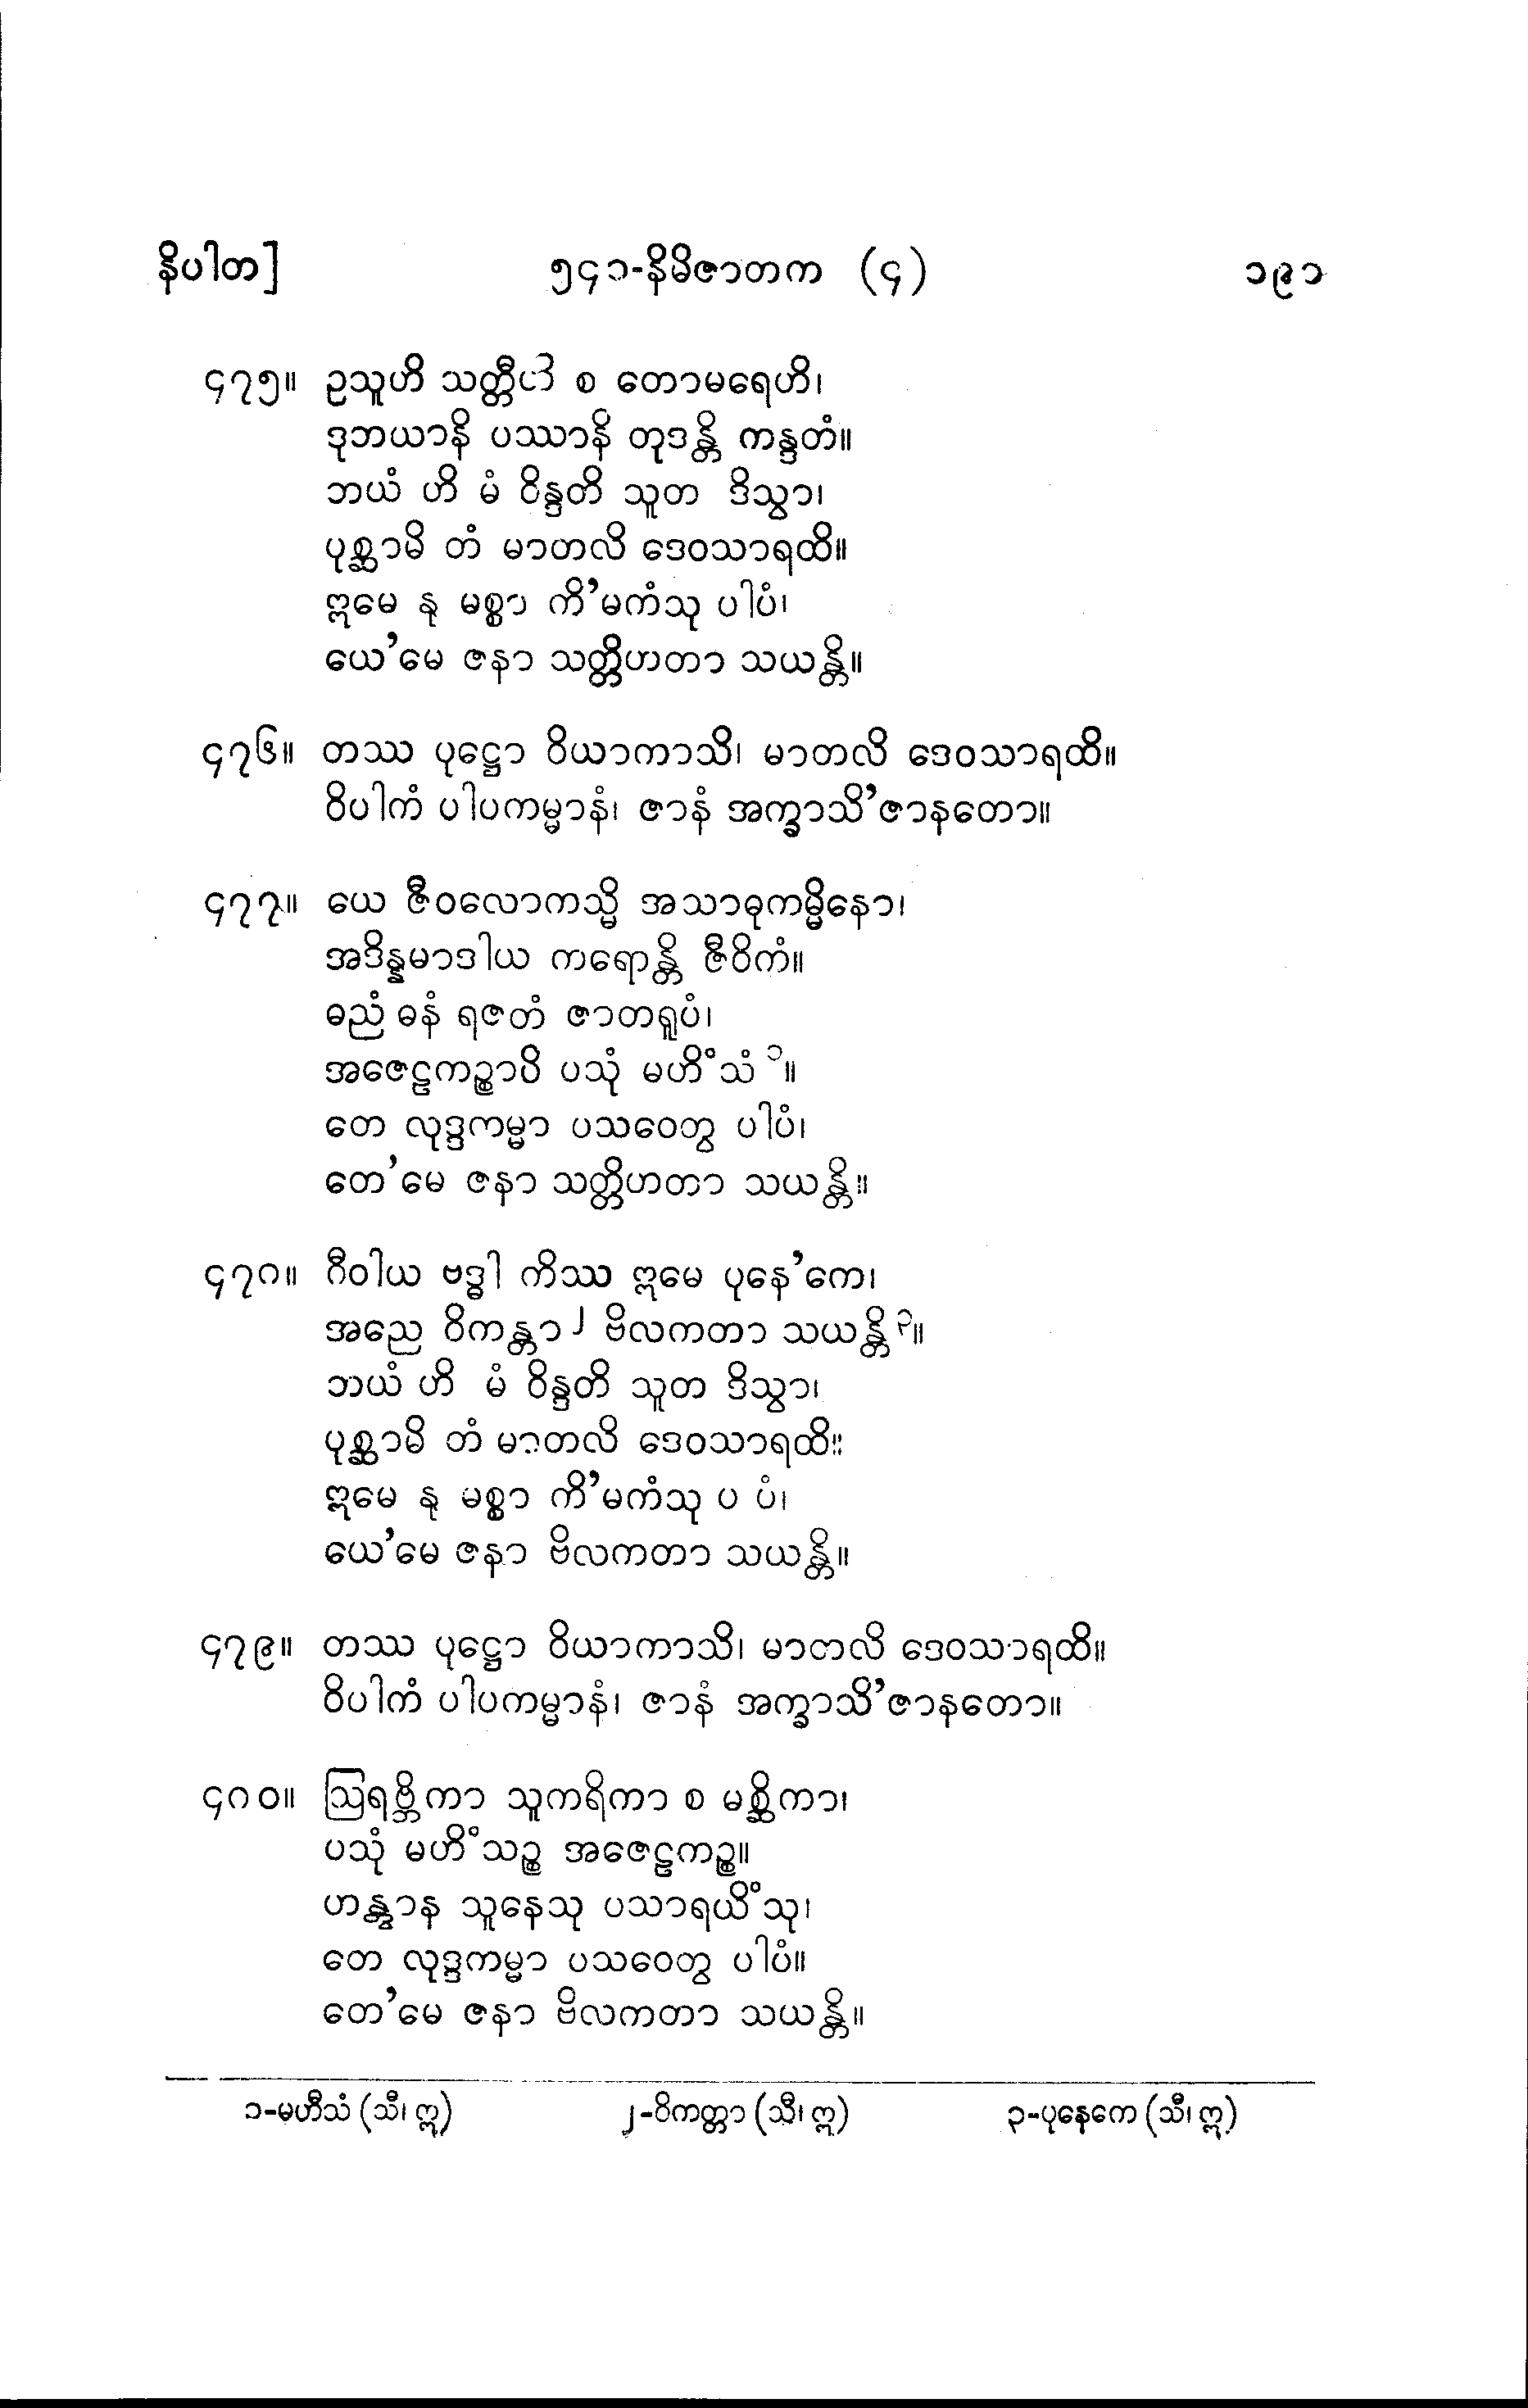 နိပါတ] ၅၄၁-နိမိဇာတက (၄) ၁၉၁
၄၇၅။ ဥသူဟိ သတ္တီဟိ စ တောမရေဟိ၊
ဒုဘယာနိ ပဿာနိ တုဒန္တိ ကန္ဒတံ။
ဘယံ ဟိ မံ ဝိန္ဒတိ သူတ ဒိသွာ၊
ပုစ္ဆာမိ တံ မာတလိ ဒေဝသာရထိ။
ဣမေ နု မစ္စာ ကိ'မကံသု ပါပံ၊
ယေ'မေ ဇနာ သတ္တိဟတာ သယန္တိ။
၄၇၆။ တဿ ပုဋ္ဌော ဝိယာကာသိ၊ မာတလိ ဒေဝသာရထိ။
ဝိပါကံ ပါပကမ္မာနံ၊ ဇာနံ အက္ခာသိ'ဇာနတော။
၄၇၇။ ယေ ဇီဝလောကသ္မိ အသာဓုကမ္မိနော၊
အဒိန္နမာဒါယ ကရောန္တိ ဇီဝိကံ။
ဓညံ ဓနံ ရဇတံ ဇာတရူပံ၊
အဇေဠကဉ္စာပိ ပသုံ မဟိံသံ ၁။
တေ လုဒ္ဒကမ္မာ ပသဝေတွ ပါပံ၊
တေ'မေ ဇနာ သတ္တိဟတာ သယန္တိ။
၄၇၈။ ဂီဝါယ ဗဒ္ဓါ ကိဿ ဣမေ ပုနေ'ကေ၊
အညေ ဝိကန္တာ ၂ ဗိလကတာ သယန္တိ ၃။
ဘယံ ဟိ မံ ဝိန္ဒတိ သူတ ဒိသွာ၊
ပုစ္ဆာမိ တံ မာတလိ ဒေဝသာရထိ။
ဣမေ နု မစ္စာ ကိ'မကံသု ပ ပံ၊
ယေ'မေ ဇနာ ဗိလကတာ သယန္တိ။
၄၇၉။ တဿ ပုဋ္ဌော ဝိယာကာသိ၊ မာတလိ ဒေဝသာရထိ။
ဝိပါကံ ပါပကမ္မာနံ၊ ဇာနံ အက္ခာသိ'ဇာနတော။
၄၈၀။ ဩရဗ္ဘိကာ သူကရိကာ စ မစ္ဆိကာ၊
ပသုံ မဟိံသဉ္စ အဇေဠကဉ္စ။
ဟန္တွာန သူနေသု ပသာရယိံသု၊
တေ လုဒ္ဒကမ္မာ ပသဝေတွ ပါပံ။
တေ'မေ ဇနာ ဗိလကတာ သယန္တိ။
၁-မဟီသံ (သီ၊ ဣ) ၂-ဝိကတ္တာ (သီ၊ ဣ) ၃-ပုနေကေ (သီ၊ ဣ)